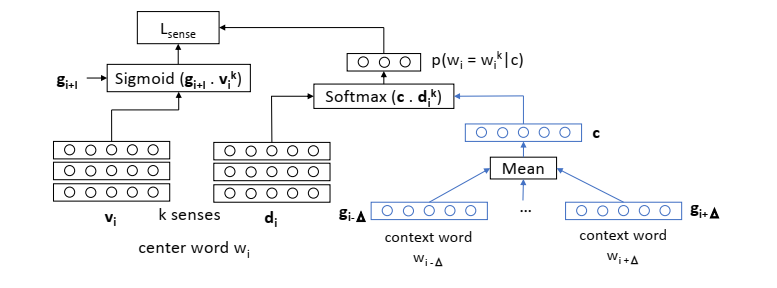 L_sense
p(w_i = w_i^k|c)
g_i+l
Sigmoid (g_i+l . v_i^k)
Softmax (c . d_i^k)
c
Mean
v_i
k senses
d_i
g_i-Δ
...
g_i+Δ
center word w_i
context word
w_i-Δ
context word
w_i+Δ